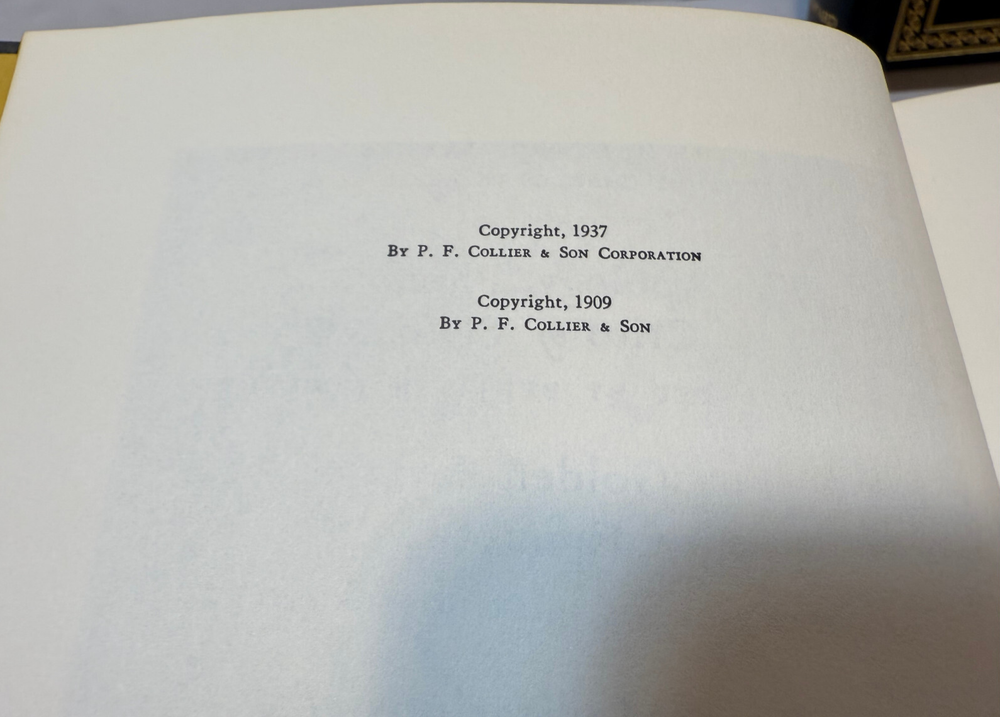 Copyright, 1937
By P. F. Collier & Son Corporation
Copyright, 1909
By P. F. Collier & Son